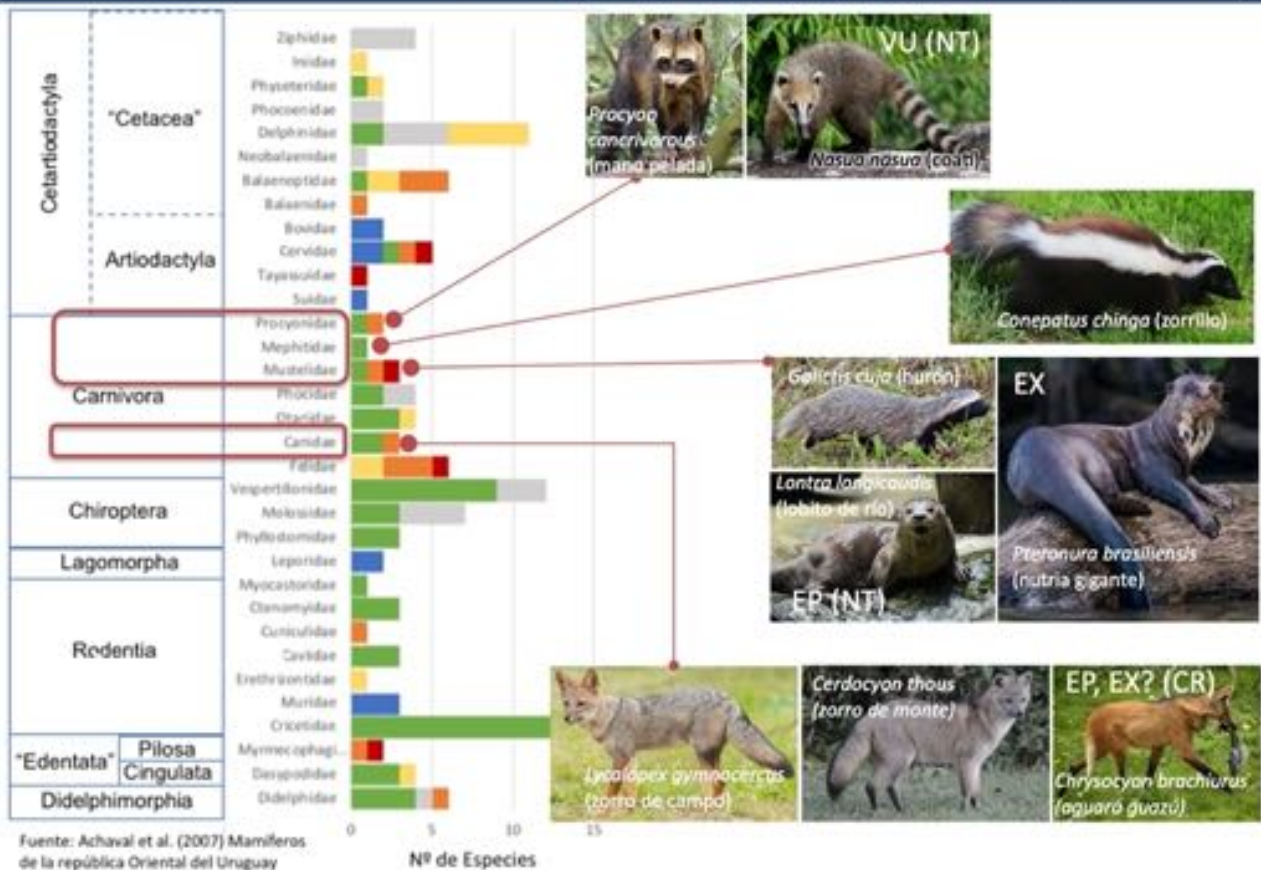 Cetartiodactyla
"Cetacea"
Artiodactyla
Carnivora
Chiroptera
Lagomorpha
Rodentia
"Edentata"
Pilosa
Cingulata
Didelphimorphia
Ziphiidae
Iniidae
Physeteridae
Phocoenidae
Delphinidae
Neobalaenidae
Balaenoptidae
Balaenidae
Bovidae
Cervidae
Tayassuidae
Suidae
Procyonidae
Mephitidae
Mustelidae
Phocidae
Otariidae
Canidae
Felidae
Vespertilionidae
Molossidae
Phyllostomidae
Leporidae
Myocastoridae
Ctenomyidae
Cuniculidae
Caviidae
Erethrizontidae
Muridae
Cricetidae
Myrmecophagi...
Dasypodidae
Didelphidae
0
5
10
15
Nº de Especies
Procyon
cancrivorous
(mano pelada)
VU (NT)
Nasua nasua (coatí)
Conepatus chinga (zorrillo)
Galictis cuja (hurón)
EX
Lontra longicaudis
(lobito de río)
EP (NT)
Pteronura brasiliensis
(nutria gigante)
Lycalopex gymnocercus
(zorro de campo)
Cerdocyon thous
(zorro de monte)
EP, EX? (CR)
Chrysocyon brachiurus
(aguará guazú)
Fuente: Achaval et al. (2007) Mamíferos
de la república Oriental del Uruguay